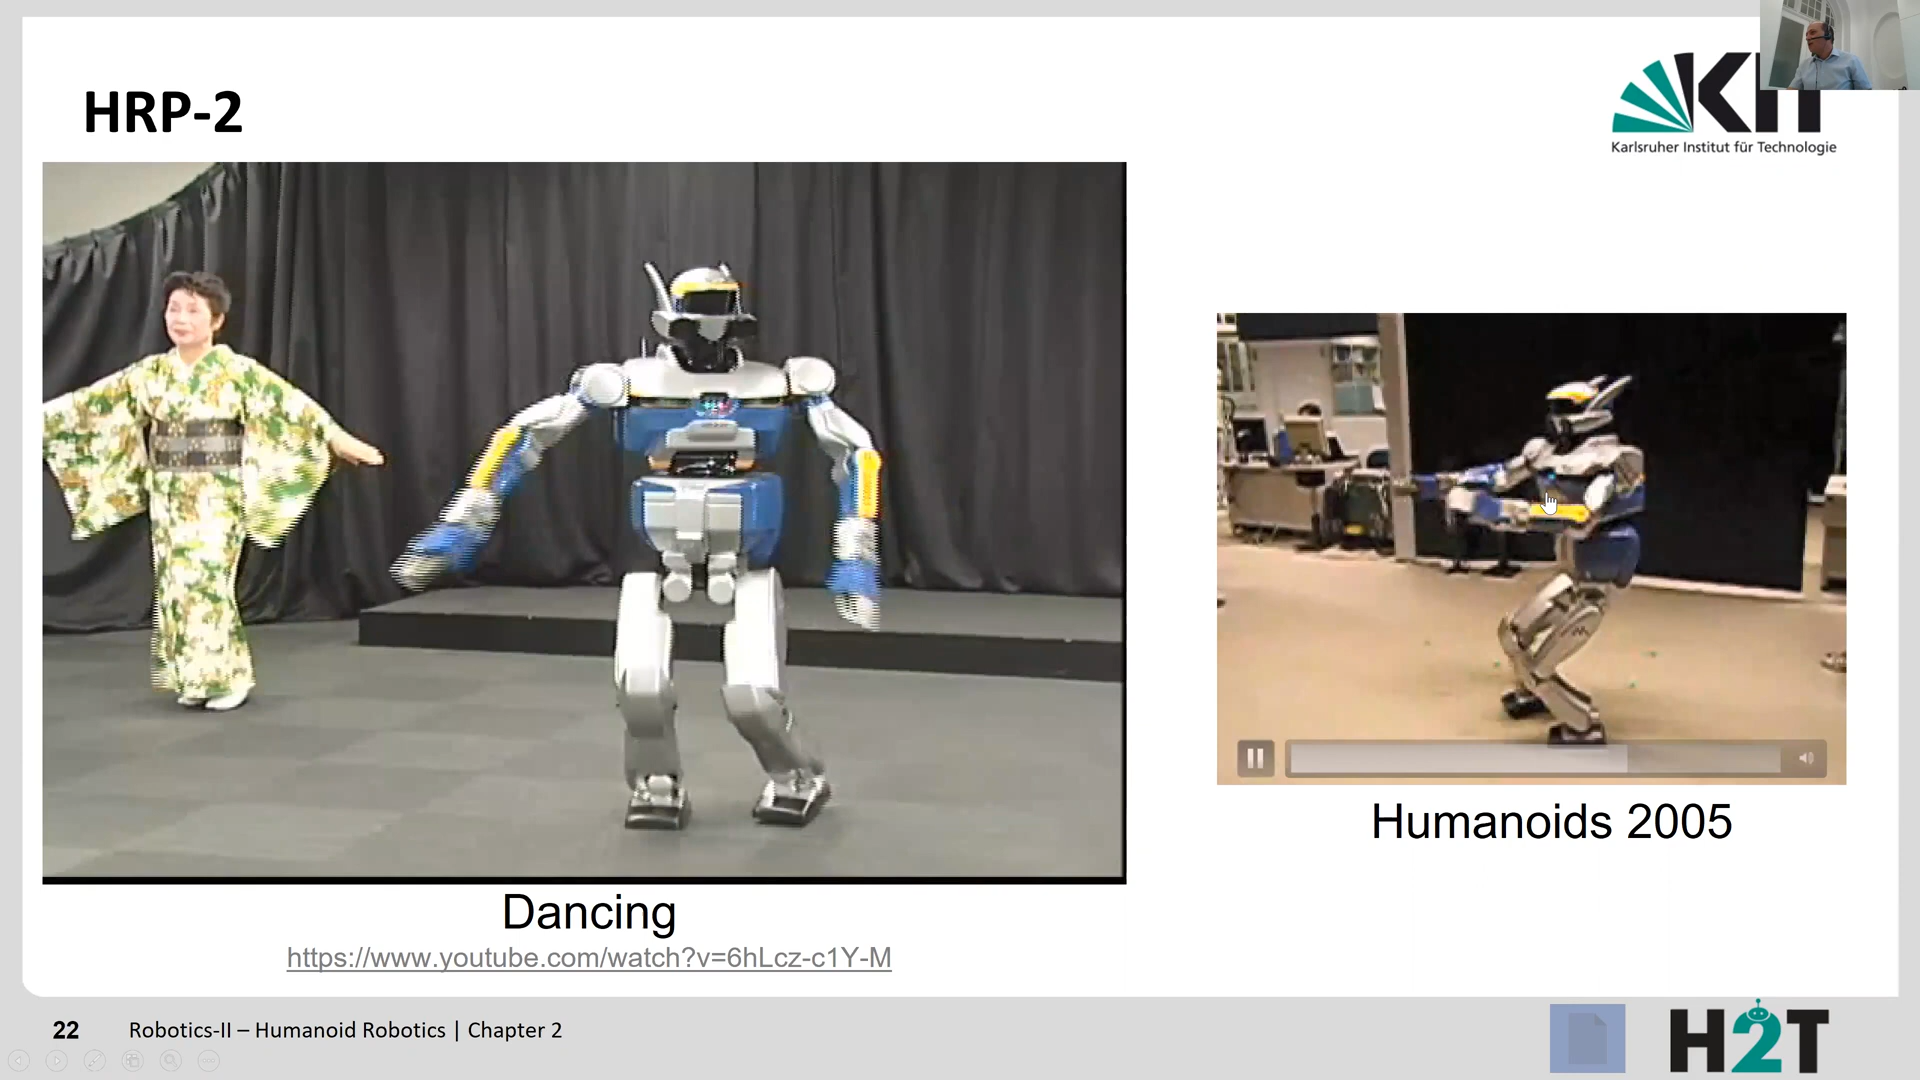 HRP-2
KIT
Karlsruher Institut für Technologie
Humanoids 2005
Dancing
https://www.youtube.com/watch?v=6hLcz-c1Y-M
22 Robotics-II – Humanoid Robotics | Chapter 2
H2T